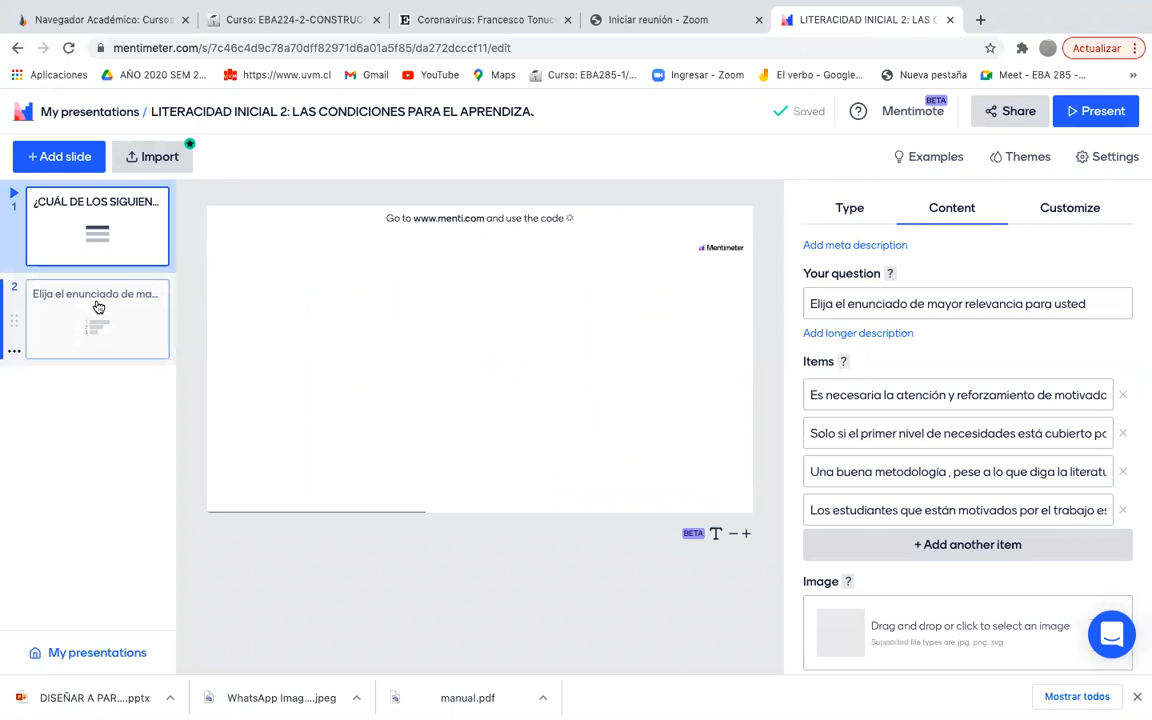 Navegador Académico: Cursos
Curso: EBA224-2-CONSTRUCC
Coronavirus: Francesco Tonuc
Iniciar reunión - Zoom
LITERACIDAD INICIAL 2: LAS C
mentimeter.com/s/7c46c4d9c78a70dff82971d6a01a5f85/da272dcccf11/edit
Actualizar
Aplicaciones
AÑO 2020 SEM 2...
https://www.uvm.cl
Gmail
YouTube
Maps
Curso: EBA285-1/...
Ingresar - Zoom
El verbo - Google...
Nueva pestaña
Meet - EBA 285 -...
»
My presentations / LITERACIDAD INICIAL 2: LAS CONDICIONES PARA EL APRENDIZA.
Saved
?
Mentimote
BETA
Share
Present
+ Add slide
Import
Examples
Themes
Settings
1
¿CUÁL DE LOS SIGUIEN...
2
Elija el enunciado de ma...
1
2
3
Go to www.menti.com and use the code
Mentimeter
BETA T − +
Type
Content
Customize
Add meta description
Your question ?
Elija el enunciado de mayor relevancia para usted
Add longer description
Items ?
Es necesaria la atención y reforzamiento de motivado
Solo si el primer nivel de necesidades está cubierto po
Una buena metodología , pese a lo que diga la literatu
Los estudiantes que están motivados por el trabajo es
+ Add another item
Image ?
Drag and drop or click to select an image
Supported file types are jpg, png, svg
My presentations
DISEÑAR A PAR....pptx
WhatsApp Imag....jpeg
manual.pdf
Mostrar todos